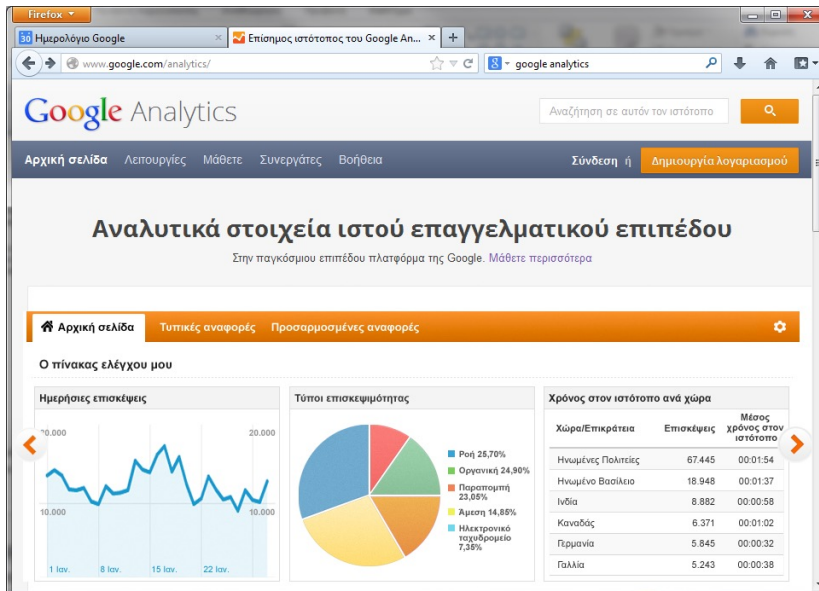 Firefox
30 Ημερολόγιο Google
Επίσημος ιστότοπος του Google An...
www.google.com/analytics/
8 google analytics
Google Analytics
Αναζήτηση σε αυτόν τον ιστότοπο
Αρχική σελίδα Λειτουργίες Μάθετε Συνεργάτες Βοήθεια
Σύνδεση ή Δημιουργία λογαριασμού
Αναλυτικά στοιχεία ιστού επαγγελματικού επιπέδου
Στην παγκόσμιου επιπέδου πλατφόρμα της Google. Μάθετε περισσότερα
Αρχική σελίδα Τυπικές αναφορές Προσαρμοσμένες αναφορές
Ο πίνακας ελέγχου μου
Ημερήσιες επισκέψεις
20.000 20.000
10.000 10.000
1 Ιαν. 8 Ιαν. 15 Ιαν. 22 Ιαν.
Τύποι επισκεψιμότητας
Ροή 25,70%
Οργανική 24,90%
Παραπομπή
23,05%
Άμεση 14,85%
Ηλεκτρονικό
ταχυδρομείο
7,35%
Χρόνος στον ιστότοπο ανά χώρα
Χώρα/Επικράτεια Επισκέψεις Μέσος
χρόνος στον
ιστότοπο
Ηνωμένες Πολιτείες 67.445 00:01:54
Ηνωμένο Βασίλειο 18.948 00:01:37
Ινδία 8.882 00:00:58
Καναδάς 6.371 00:01:02
Γερμανία 5.845 00:00:32
Γαλλία 5.243 00:00:38